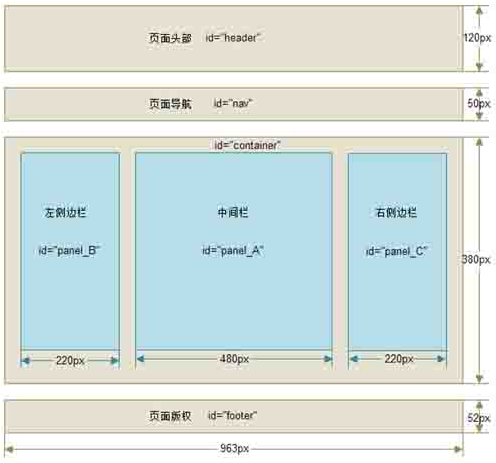 页面头部 id="header"
120px
页面导航 id="nav"
50px
id="container"
左侧边栏
id="panel_B"
中间栏
id="panel_A"
右侧边栏
id="panel_C"
380px
220px
480px
220px
页面版权 id="footer"
52px
963px